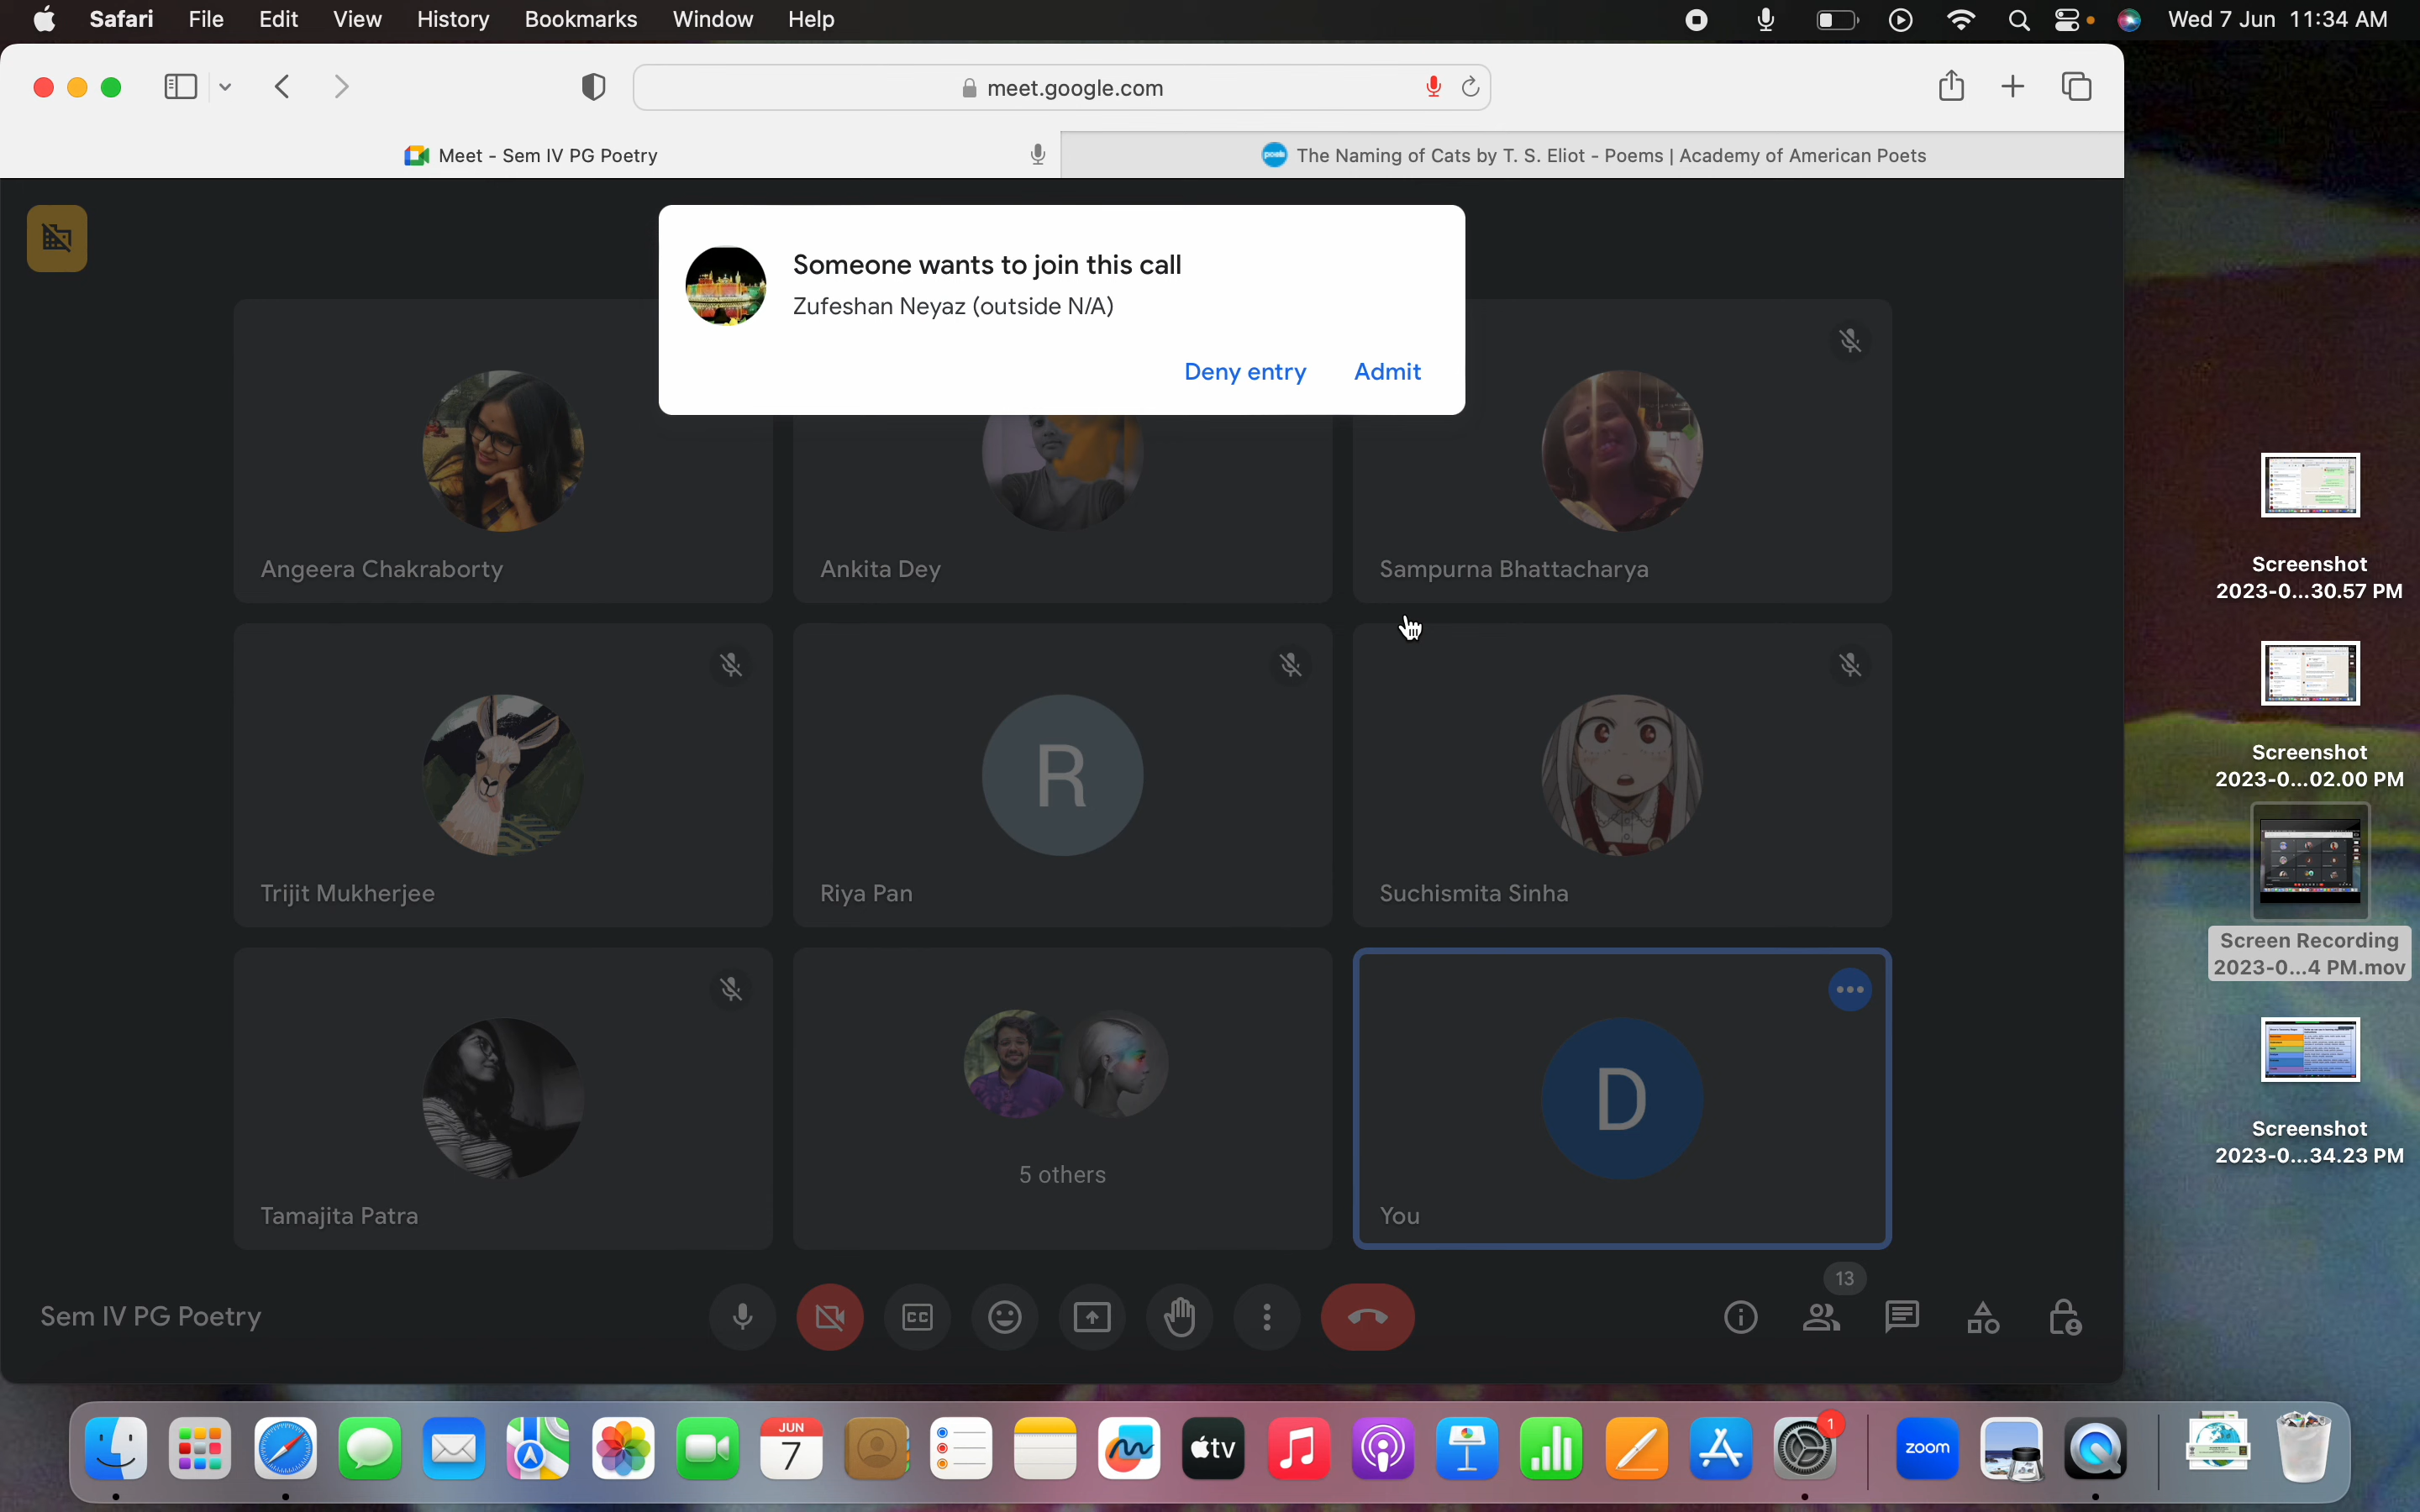 Safari File Edit View History Bookmarks Window Help Wed 7 Jun 11:34 AM
meet.google.com
Meet - Sem IV PG Poetry
The Naming of Cats by T. S. Eliot - Poems | Academy of American Poets
Someone wants to join this call
Zufeshan Neyaz (outside N/A)
Deny entry Admit
Angeera Chakraborty
Ankita Dey
Sampurna Bhattacharya
Trijit Mukherjee
R
Riya Pan
Suchismita Sinha
Tamajita Patra
5 others
D
You
Sem IV PG Poetry
CC
13
Screenshot
2023-0...30.57 PM
Screenshot
2023-0...02.00 PM
Screen Recording
2023-0...4 PM.mov
Screenshot
2023-0...34.23 PM
JUN
7
tv
1
zoom